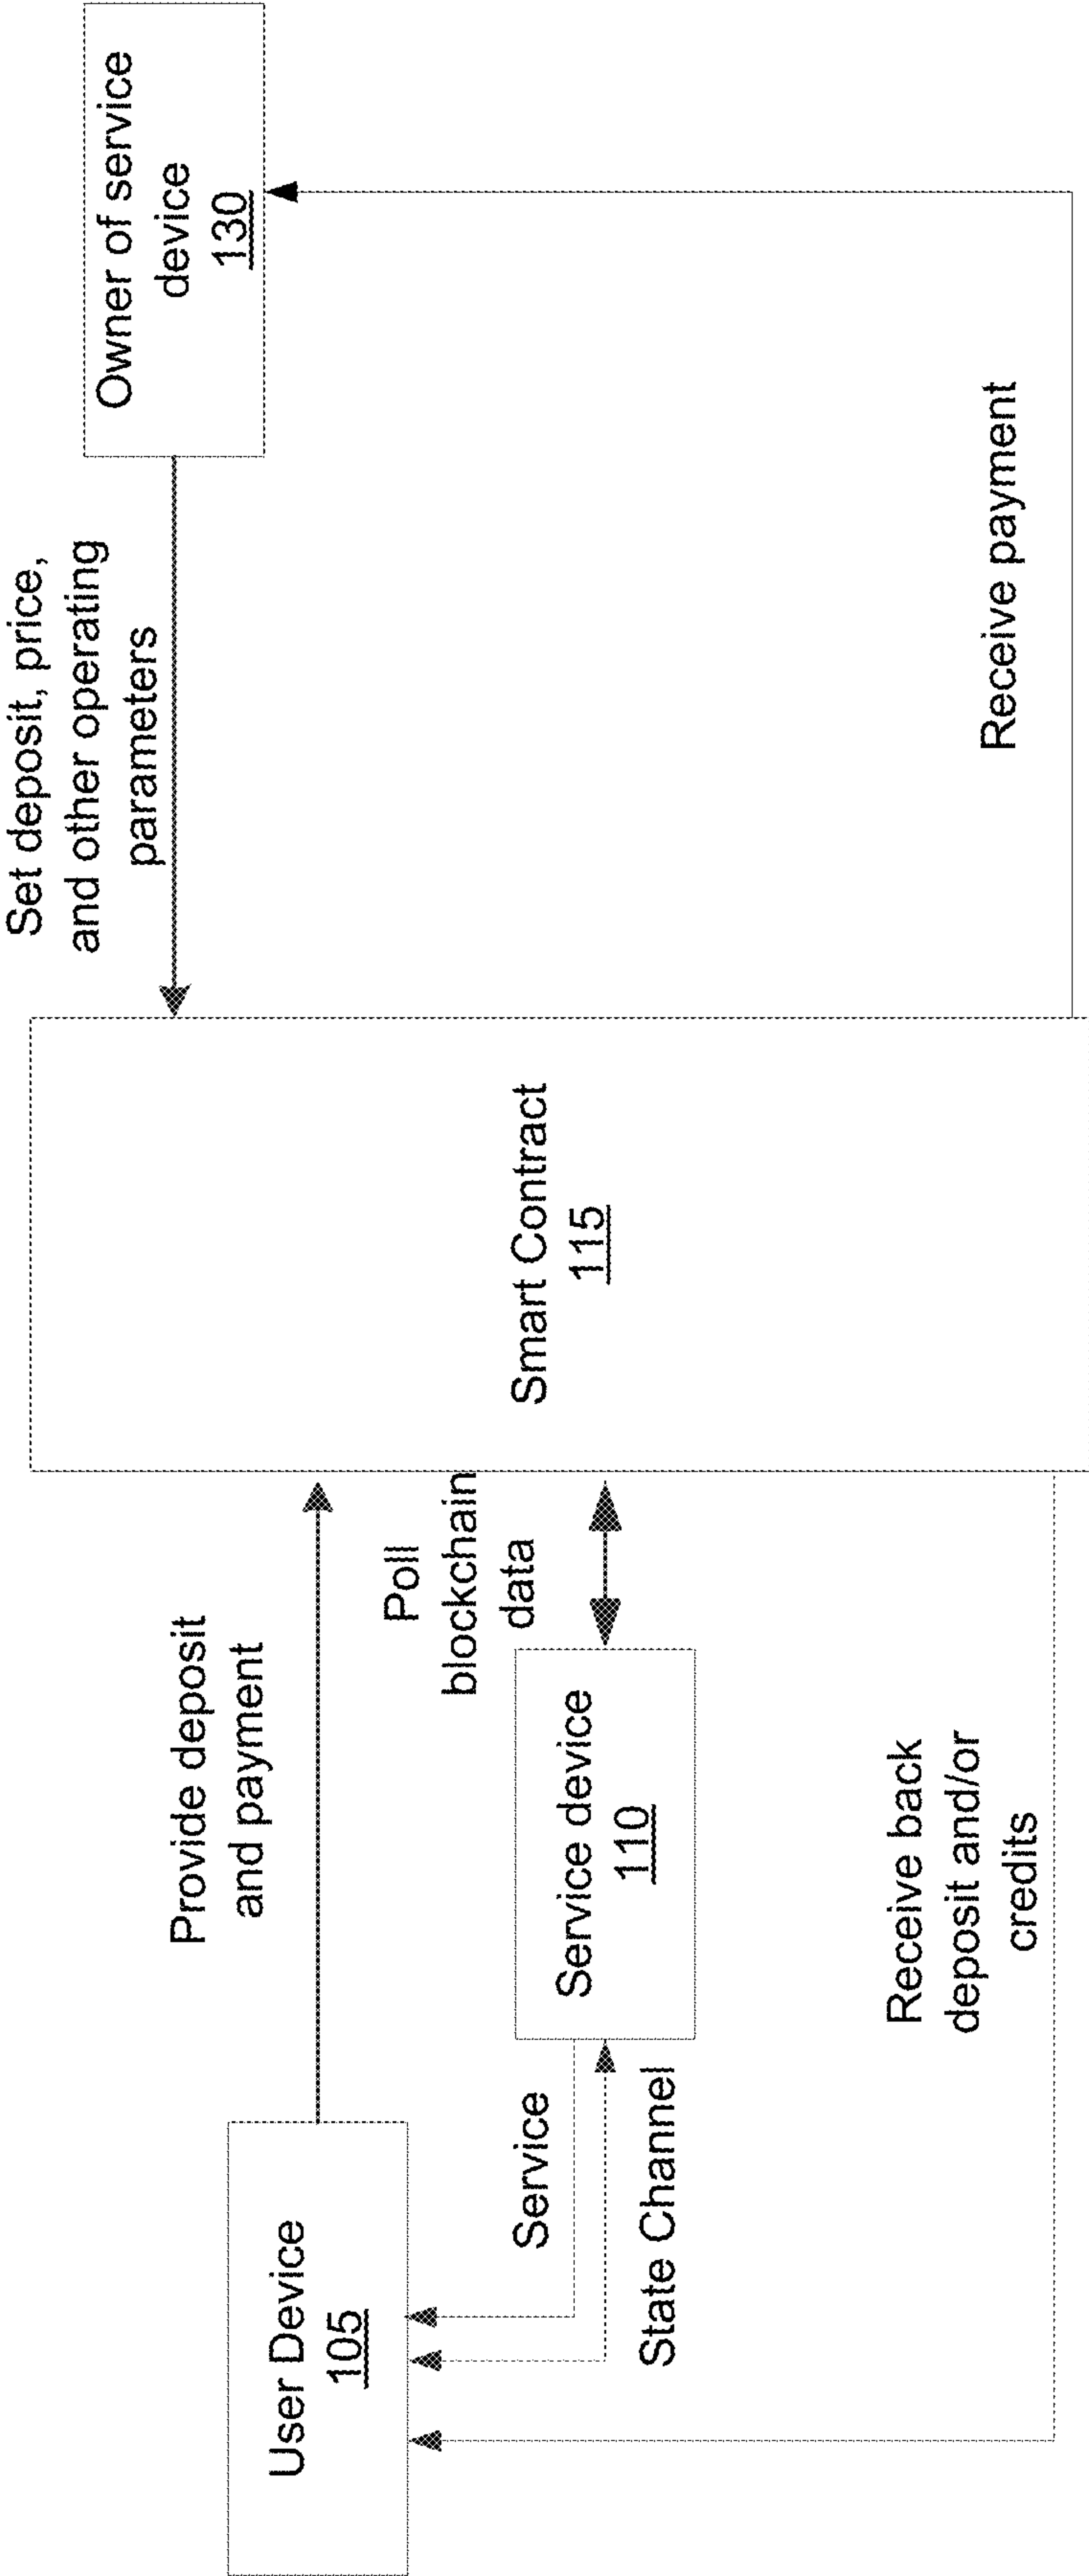 User Device
105
Provide deposit
and payment
Service
State Channel
Service device
110
Poll
blockchain
data
Receive back
deposit and/or
credits
Smart Contract
115
Set deposit, price,
and other operating
parameters
Owner of service
device
130
Receive payment